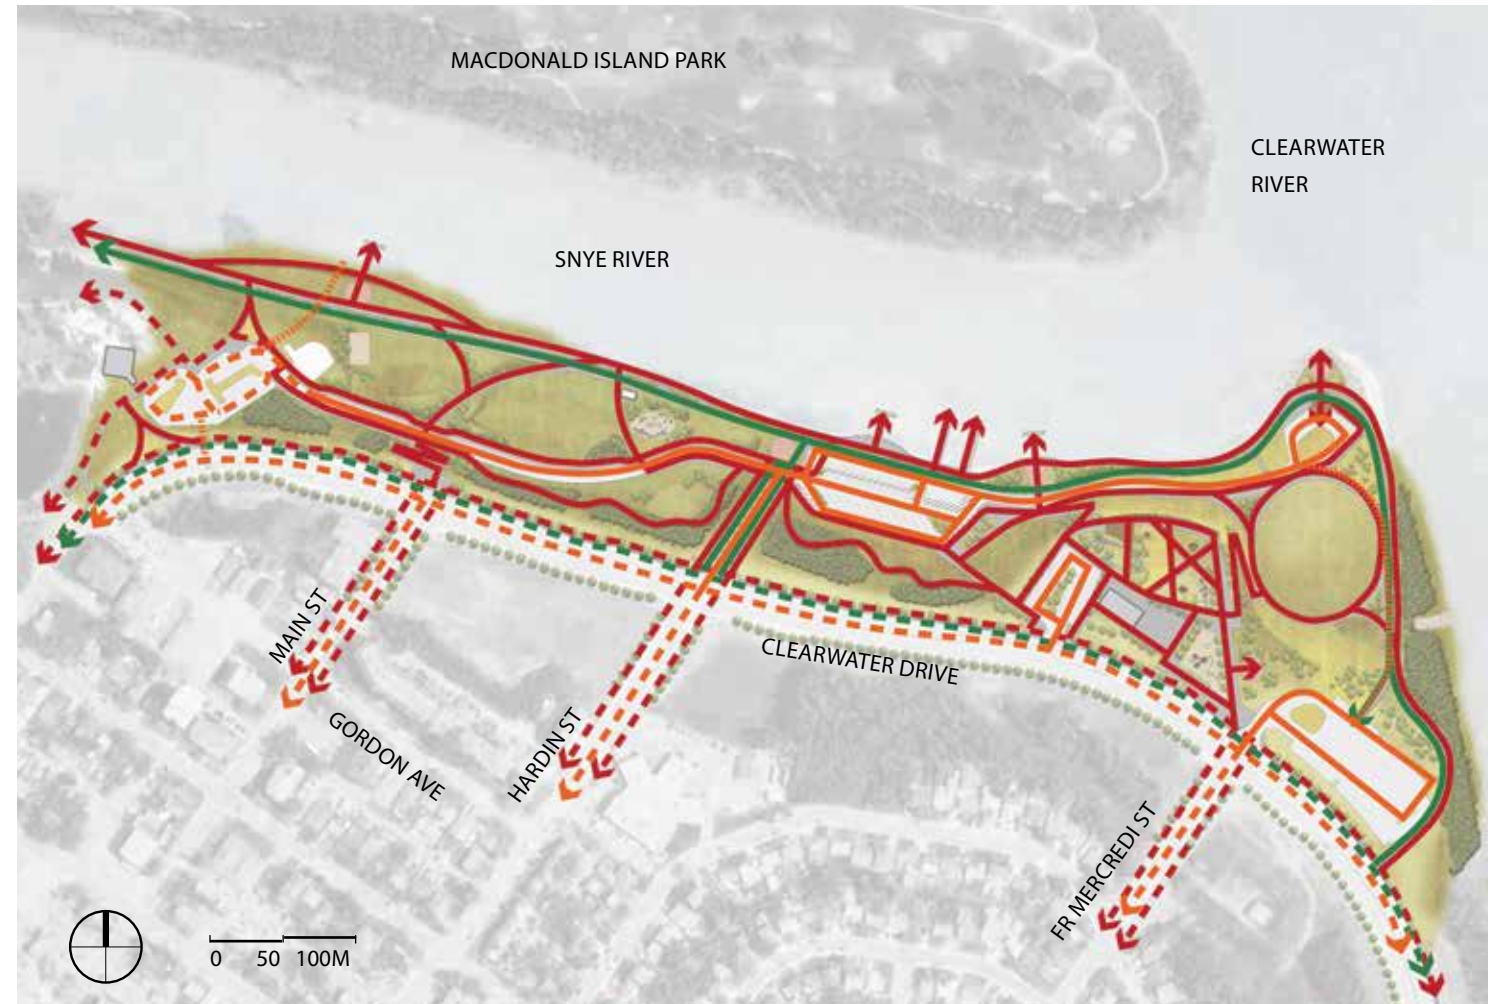 MACDONALD ISLAND PARK
CLEARWATER
RIVER
SNYE RIVER
MAIN ST
CLEARWATER DRIVE
GORDON AVE
HARDIN ST
FR MERCREDI ST
0 50 100M